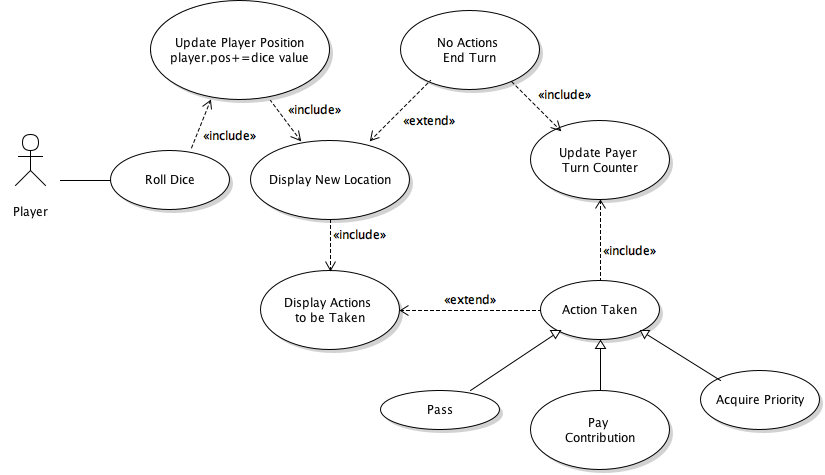 Update Player Position
player.pos+=dice value
No Actions
End Turn
«include»
«include»
«extend»
«include»
Player
Roll Dice
Display New Location
Update Payer
Turn Counter
«include»
«include»
Display Actions
to be Taken
«extend»
Action Taken
Pass
Pay
Contribution
Acquire Priority